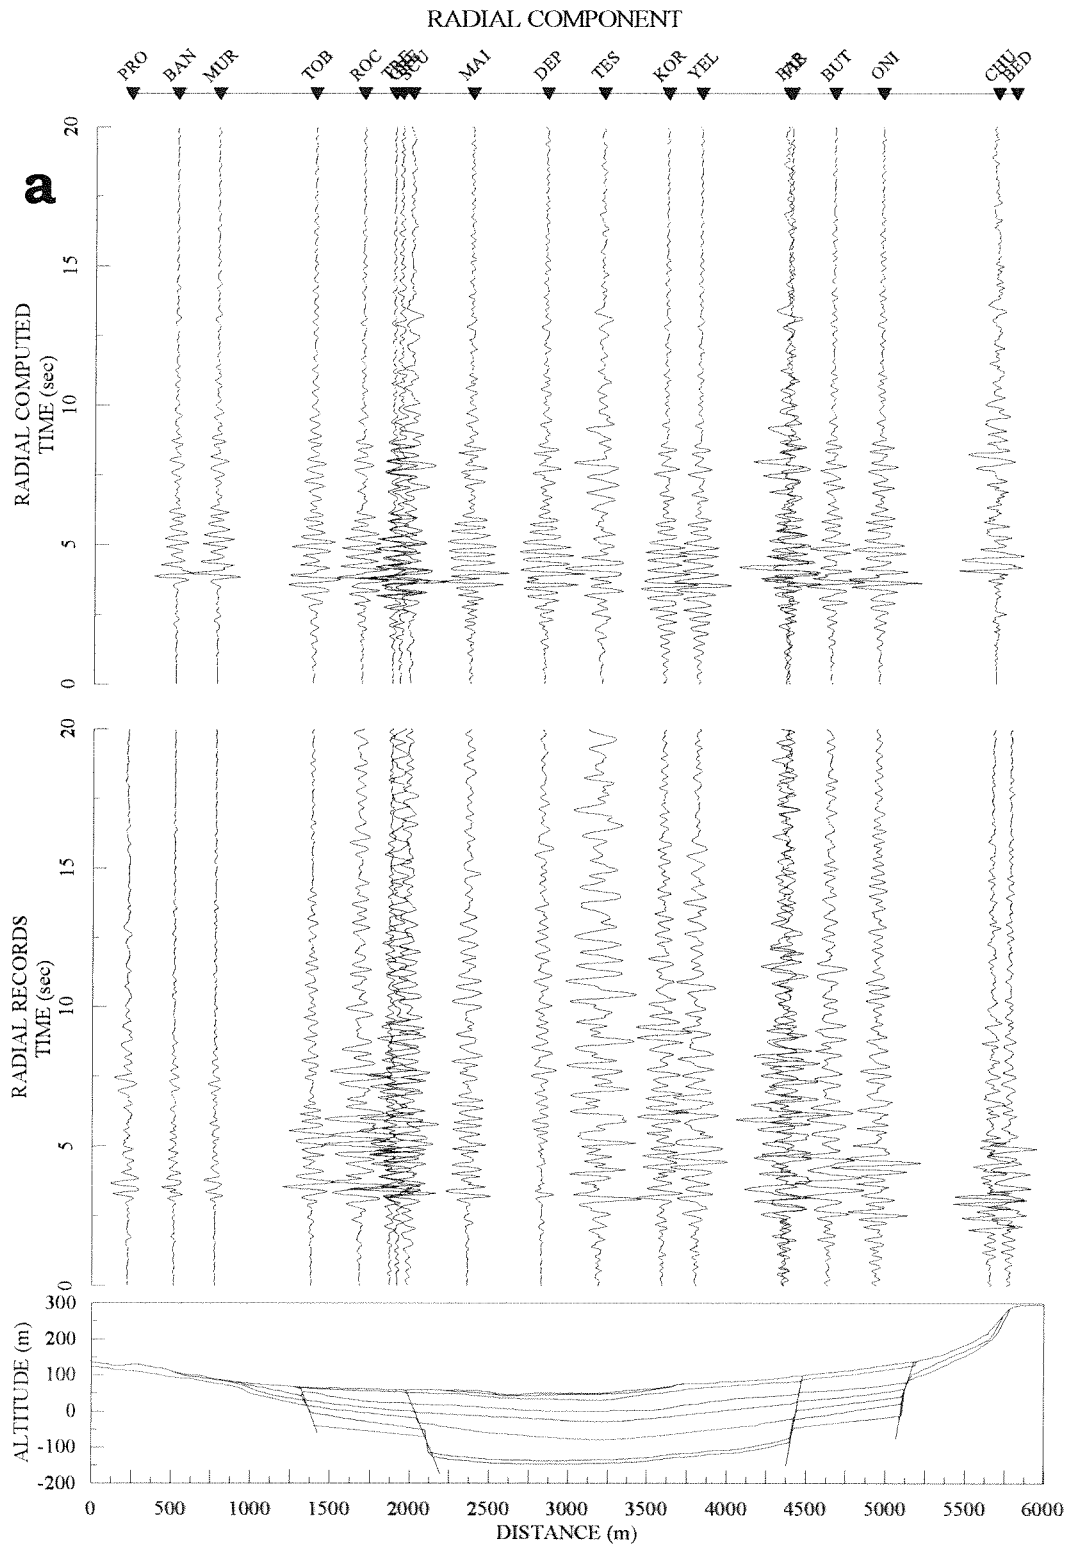 RADIAL COMPONENT
PRO BAN MUR TOB ROC SCU MAI DEP TES KOR YEL BUT ONI CHU BED
a
RADIAL COMPUTED
TIME (sec)
20
15
10
5
0
RADIAL RECORDS
TIME (sec)
20
15
10
5
0
ALTITUDE (m)
300
200
100
0
-100
-200
0 500 1000 1500 2000 2500 3000 3500 4000 4500 5000 5500 6000
DISTANCE (m)